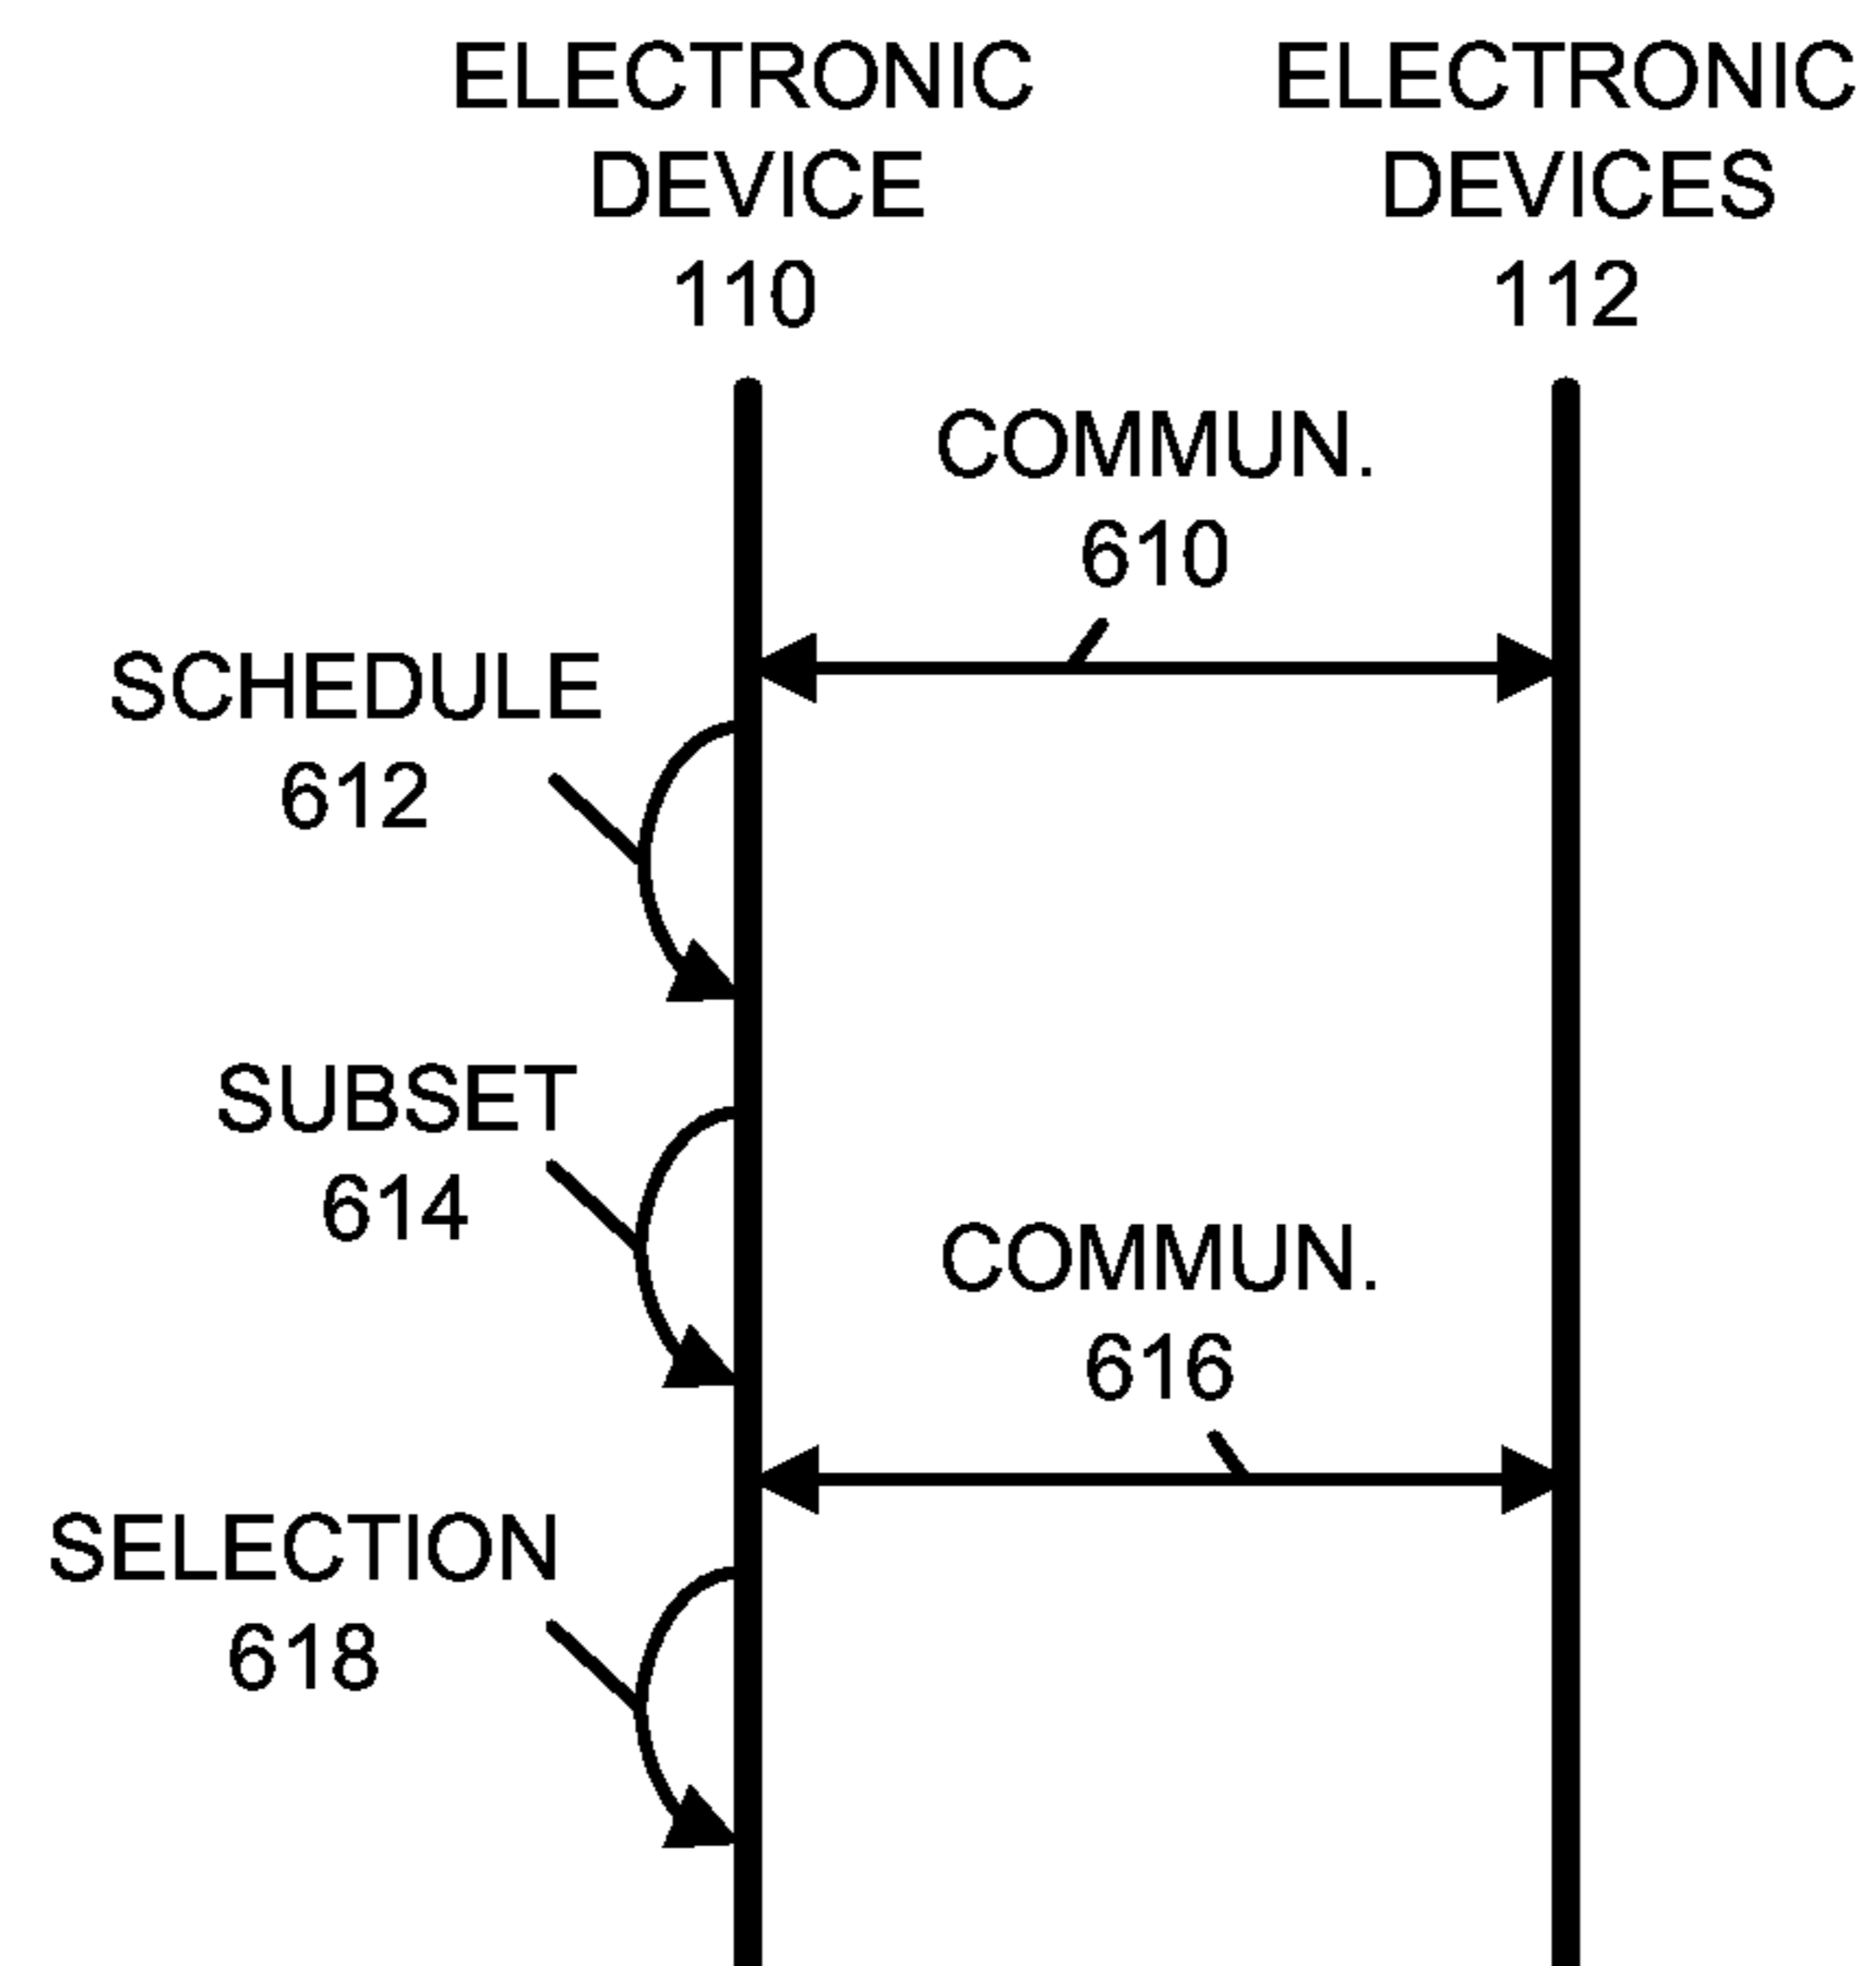 ELECTRONIC
DEVICE
110
ELECTRONIC
DEVICES
112
COMMUN.
610
SCHEDULE
612
SUBSET
614
COMMUN.
616
SELECTION
618